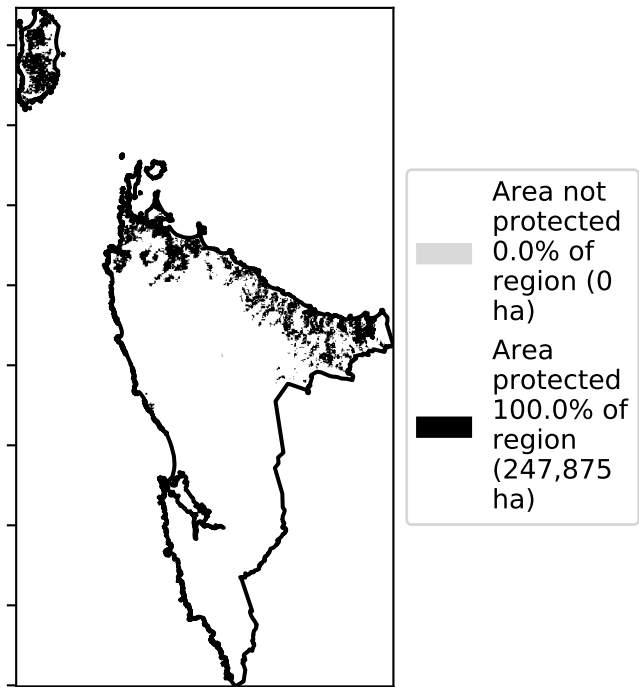 Area not
protected
0.0% of
region (0
ha)
Area
protected
100.0% of
region
(247,875
ha)